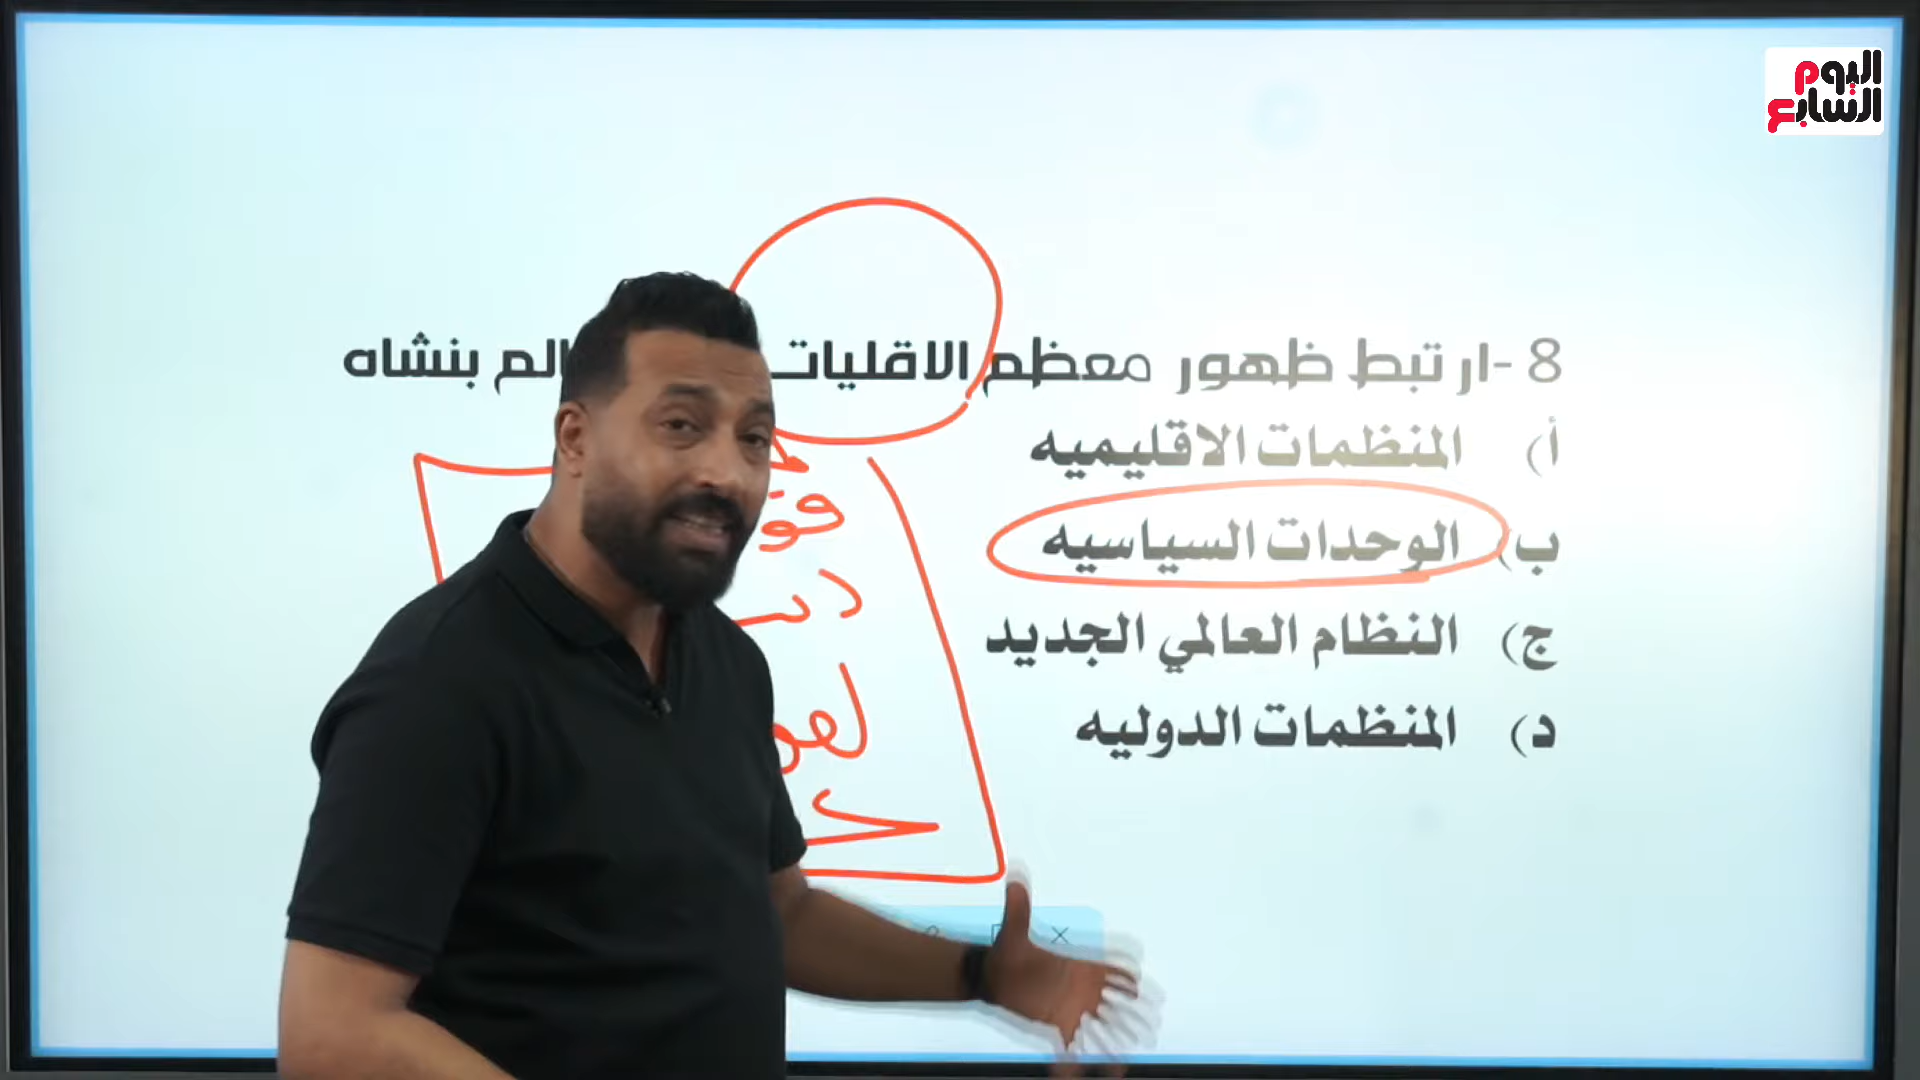 اليوم
السابع
8 -ارتبط ظهور معظم الاقليات الم بنشاه
أ) المنظمات الاقليميه
ب) الوحدات السياسيه
ج) النظام العالمي الجديد
د) المنظمات الدوليه